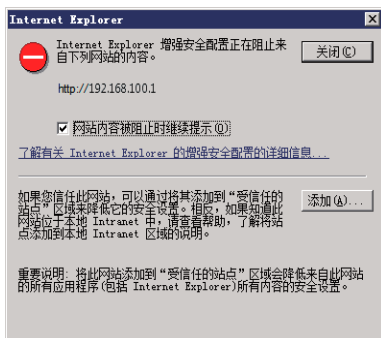 Internet Explorer
Internet Explorer 增强安全配置正在阻止来
自下列网站的内容。
关闭(C)
http://192.168.100.1
网站内容被阻止时继续提示(O)
了解有关 Internet Explorer 的增强安全配置的详细信息...
如果您信任此网站，可以通过将其添加到“受信任的
站点”区域来降低它的安全设置。相反，如果知道此
网站位于本地 Intranet 中，请查看帮助，了解将站
点添加到本地 Intranet 区域的说明。
添加(A)...
重要说明: 将此网站添加到“受信任的站点”区域会降低来自此网站
的所有应用程序(包括 Internet Explorer)所有内容的安全设置。